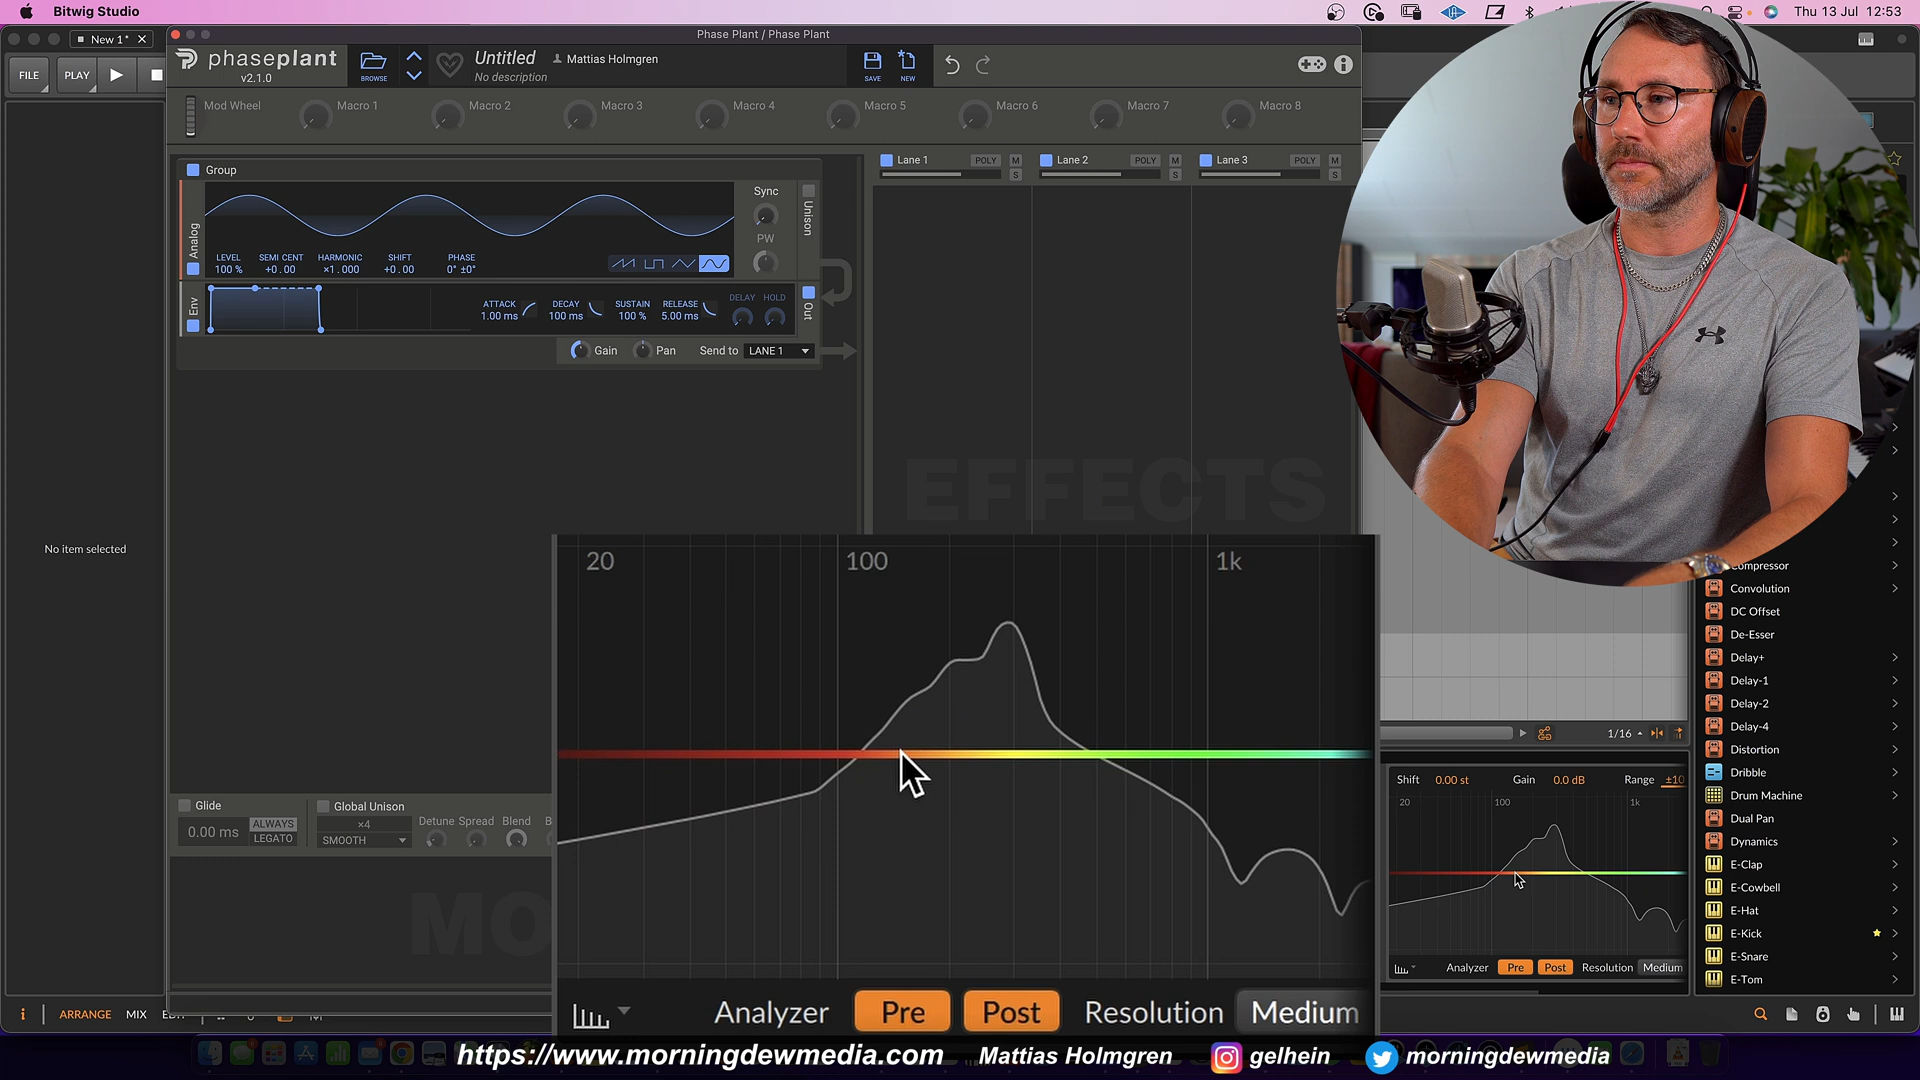 Bitwig Studio
Thu 13 Jul 12:53
New 1*
Phase Plant / Phase Plant
FILE
PLAY
phaseplant
v2.1.0
BROWSE
Untitled
Mattias Holmgren
No description
SAVE
NEW
Mod Wheel
Macro 1
Macro 2
Macro 3
Macro 4
Macro 5
Macro 6
Macro 7
Macro 8
Group
Lane 1
POLY
M
S
Lane 2
POLY
M
S
Lane 3
POLY
M
S
Analog
Sync
PW
Unison
LEVEL
100 %
SEMI CENT
+0.00
HARMONIC
×1.000
SHIFT
+0.00
PHASE
0° ±0°
Env
ATTACK
1.00 ms
DECAY
100 ms
SUSTAIN
100 %
RELEASE
5.00 ms
DELAY
HOLD
Out
Gain
Pan
Send to
LANE 1
EFFECTS
No item selected
20
100
1k
Glide
0.00 ms
ALWAYS
LEGATO
Global Unison
×4
SMOOTH
Detune
Spread
Blend
B
MO
Analyzer
Pre
Post
Resolution
Medium
1/16
Shift
0.00 st
Gain
0.0 dB
Range
±10
20
100
1k
Analyzer
Pre
Post
Resolution
Medium
Compressor
Convolution
DC Offset
De-Esser
Delay+
Delay-1
Delay-2
Delay-4
Distortion
Dribble
Drum Machine
Dual Pan
Dynamics
E-Clap
E-Cowbell
E-Hat
E-Kick
E-Snare
E-Tom
i
ARRANGE
MIX
https://www.morningdewmedia.com
Mattias Holmgren
gelhein
morningdewmedia